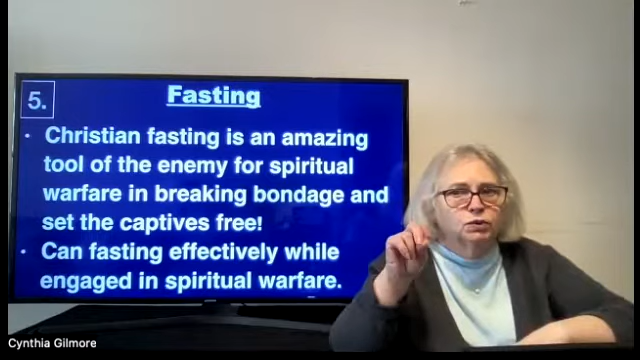 5.
Fasting
• Christian fasting is an amazing
tool of the enemy for spiritual
warfare in breaking bondage and
set the captives free!
• Can fasting effectively while
engaged in spiritual warfare.
Cynthia Gilmore